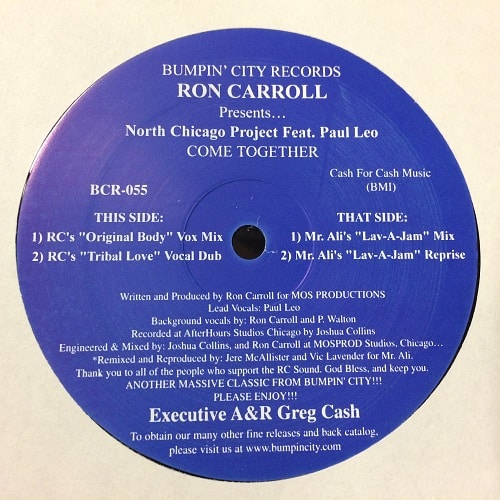 BUMPIN' CITY RECORDS
RON CARROLL
Presents…
North Chicago Project Feat. Paul Leo
COME TOGETHER
Cash For Cash Music
(BMI)
BCR-055
THIS SIDE:
1) RC's "Original Body" Vox Mix
2) RC's "Tribal Love" Vocal Dub
THAT SIDE:
1) Mr. Ali's "Lav-A-Jam" Mix
2) Mr. Ali's "Lav-A-Jam" Reprise
Written and Produced by Ron Carroll for MOS PRODUCTIONS
Lead Vocals: Paul Leo
Background vocals by: Ron Carroll and P. Walton
Recorded at AfterHours Studios Chicago by Joshua Collins
Engineered & Mixed by: Joshua Collins, and Ron Carroll at MOSPROD Studios, Chicago…
*Remixed and Reproduced by: Jere McAllister and Vic Lavender for Mr. Ali.
Thank you to all of the people who support the RC Sound. God Bless, and keep you.
ANOTHER MASSIVE CLASSIC FROM BUMPIN' CITY!!!
PLEASE ENJOY!!!
Executive A&R Greg Cash
To obtain our many other fine releases and back catalog,
please visit us at www.bumpincity.com